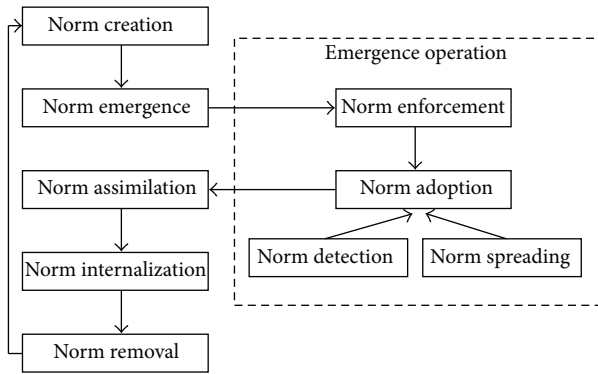 Norm creation
Emergence operation
Norm emergence
Norm enforcement
Norm assimilation
Norm adoption
Norm detection
Norm spreading
Norm internalization
Norm removal